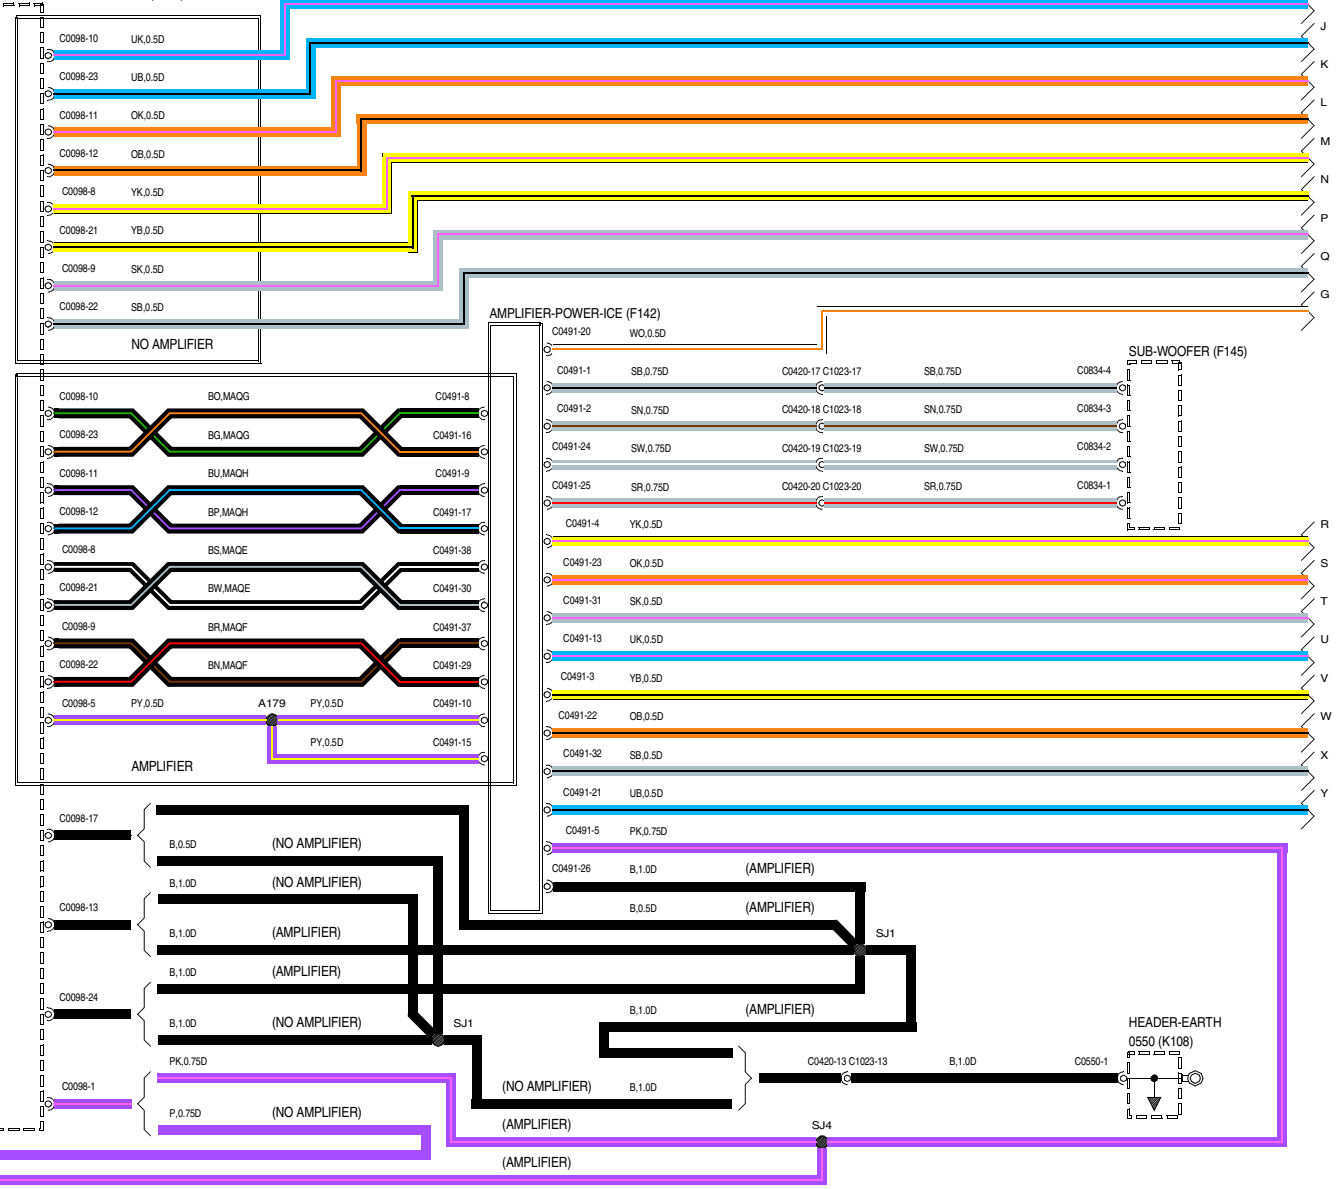 J
C0098-10 UK,0.5D
K
C0098-23 UB,0.5D
L
C0098-11 OK,0.5D
M
C0098-12 OB,0.5D
N
C0098-8 YK,0.5D
P
C0098-21 YB,0.5D
Q
C0098-9 SK,0.5D
G
C0098-22 SB,0.5D
NO AMPLIFIER
AMPLIFIER-POWER-ICE (F142)
C0491-20 WO,0.5D
SUB-WOOFER (F145)
C0491-1 SB,0.75D C0420-17 C1023-17 SB,0.75D C0834-4
C0491-2 SN,0.75D C0420-18 C1023-18 SN,0.75D C0834-3
C0491-24 SW,0.75D C0420-19 C1023-19 SW,0.75D C0834-2
C0491-25 SR,0.75D C0420-20 C1023-20 SR,0.75D C0834-1
C0098-10 BO,MAQG C0491-8
C0098-23 BG,MAQG C0491-16
C0098-11 BU,MAQH C0491-9
C0098-12 BP,MAQH C0491-17
C0098-8 BS,MAQE C0491-38
C0098-21 BW,MAQE C0491-30
C0098-9 BR,MAQF C0491-37
C0098-22 BN,MAQF C0491-29
C0098-5 PY,0.5D A179 PY,0.5D C0491-10
PY,0.5D C0491-15
AMPLIFIER
C0491-4 YK,0.5D R
C0491-23 OK,0.5D S
C0491-31 SK,0.5D T
C0491-13 UK,0.5D U
C0491-3 YB,0.5D V
C0491-22 OB,0.5D W
C0491-32 SB,0.5D X
C0491-21 UB,0.5D Y
C0491-5 PK,0.75D
C0491-26 B,1.0D (AMPLIFIER)
B,0.5D (AMPLIFIER)
SJ1
C0098-17
B,0.5D (NO AMPLIFIER)
B,1.0D (NO AMPLIFIER)
C0098-13
B,1.0D (AMPLIFIER)
B,1.0D (AMPLIFIER)
C0098-24
B,1.0D (NO AMPLIFIER)
SJ1
B,1.0D (AMPLIFIER)
HEADER-EARTH
0550 (K108)
C0420-13 C1023-13 B,1.0D C0550-1
PK,0.75D
C0098-1
(NO AMPLIFIER) B,1.0D
P,0.75D (NO AMPLIFIER)
(AMPLIFIER)
SJ4
(AMPLIFIER)